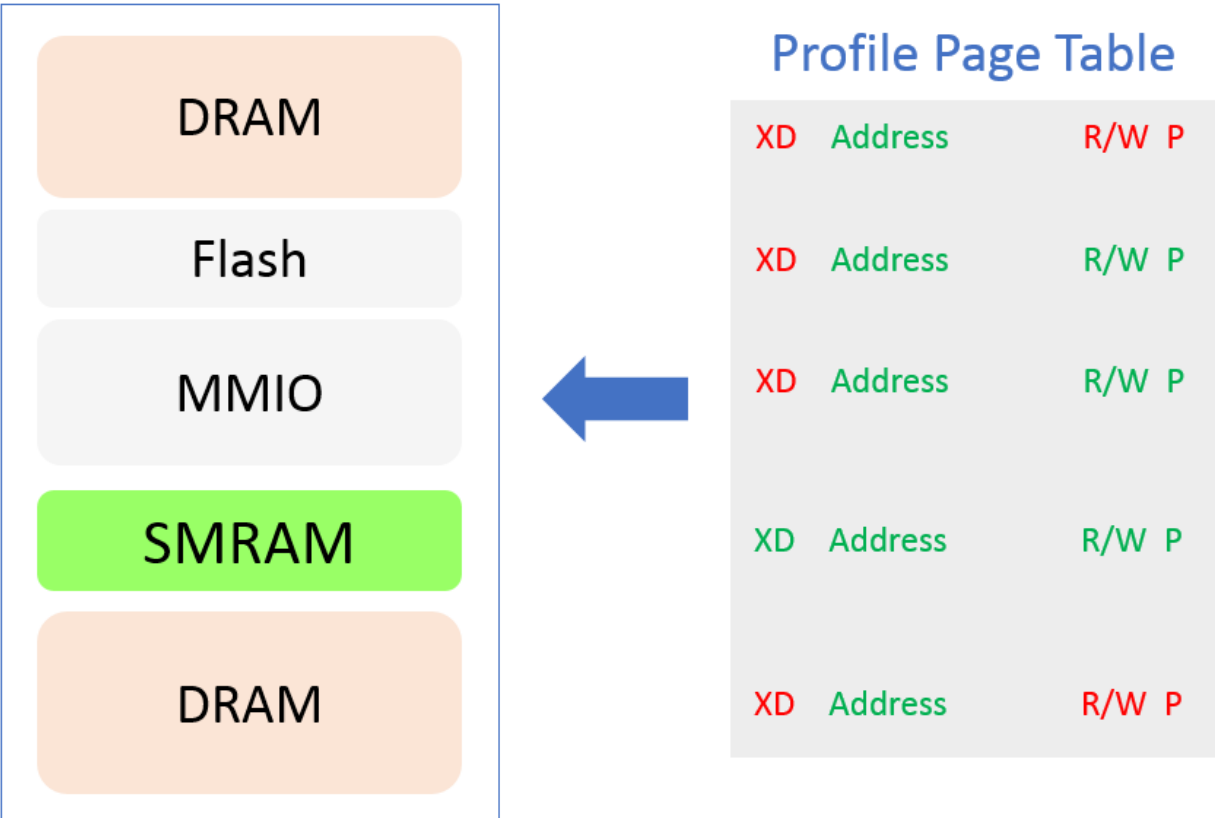 DRAM
Flash
MMIO
SMRAM
DRAM
Profile Page Table
XD Address R/W P
XD Address R/W P
XD Address R/W P
XD Address R/W P
XD Address R/W P